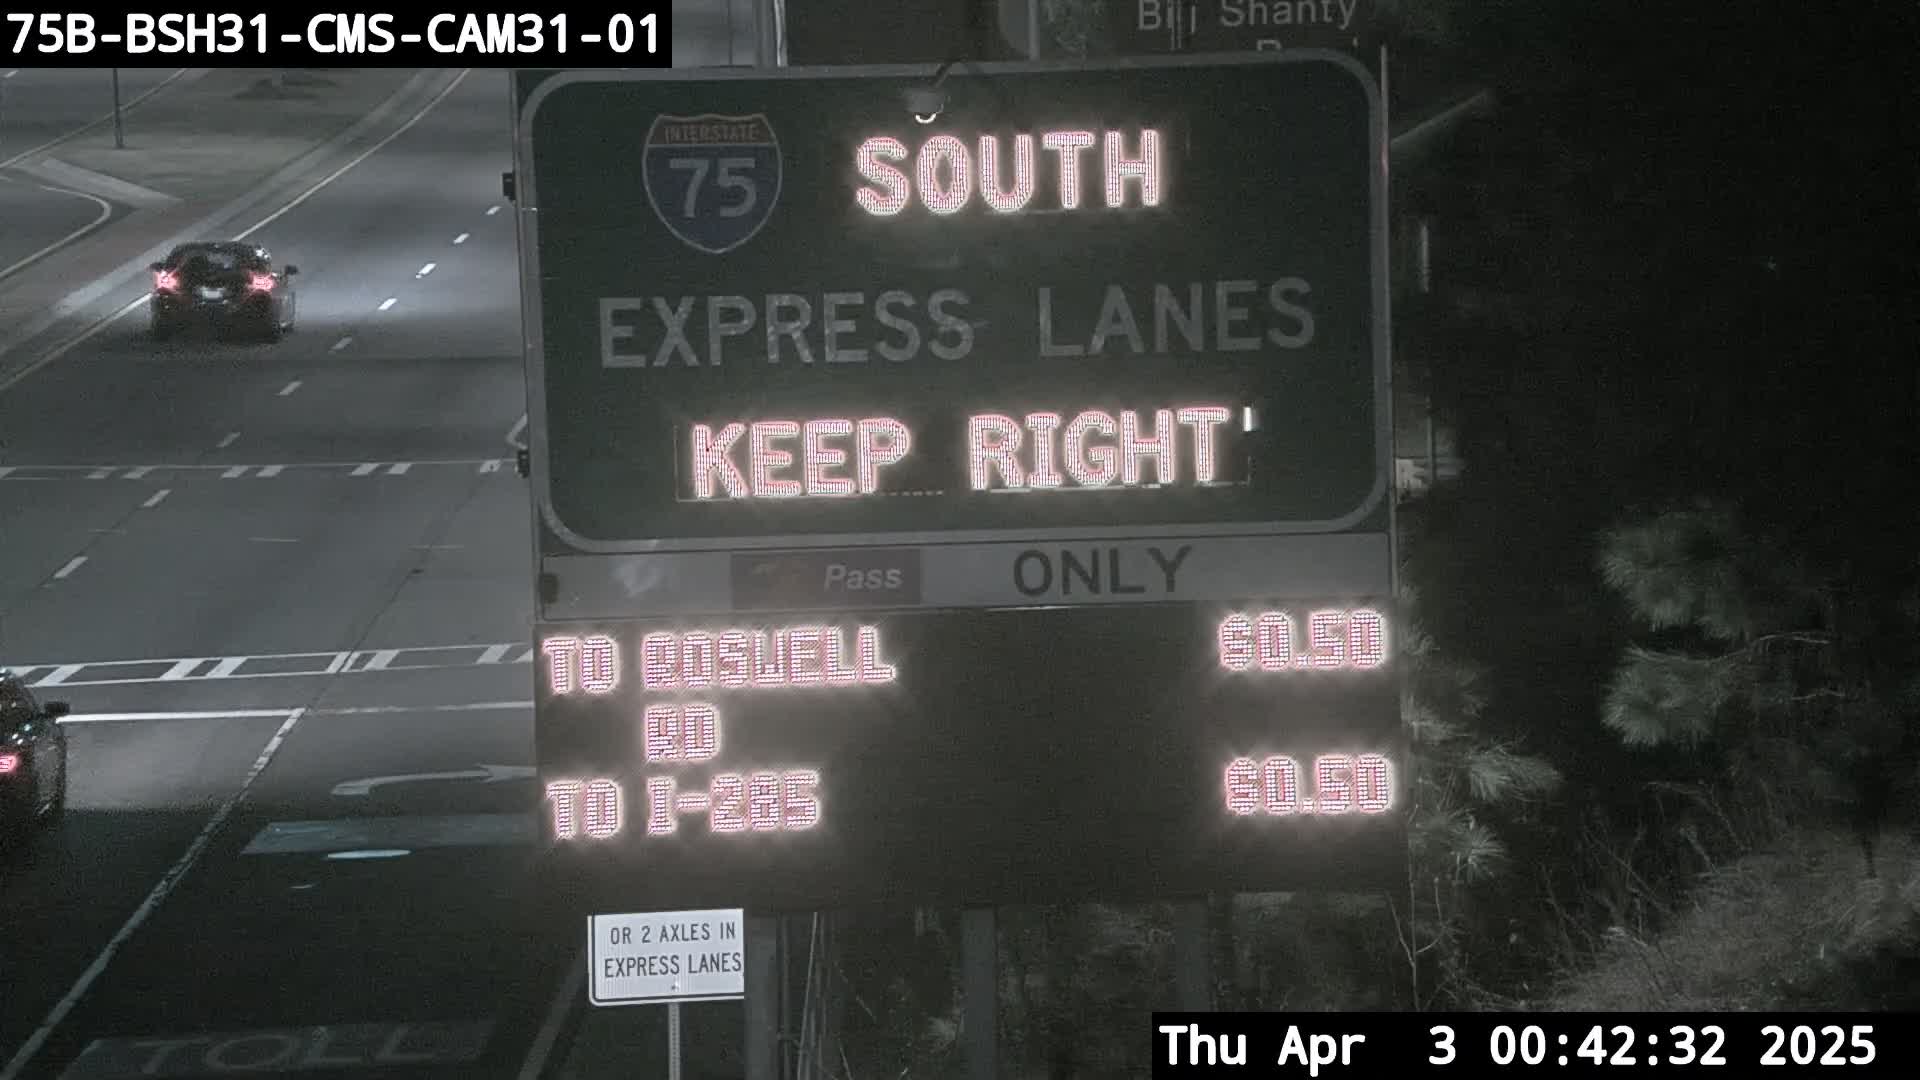 75B-BSH31-CMS-CAM31-01
Shanty
INTERSTATE
75
SOUTH
EXPRESS LANES
KEEP RIGHT
Pass
ONLY
TO ROSWELL $0.50
RD
TO I-285 $0.50
OR 2 AXLES IN
EXPRESS LANES
TOLL
Thu Apr 3 00:42:32 2025